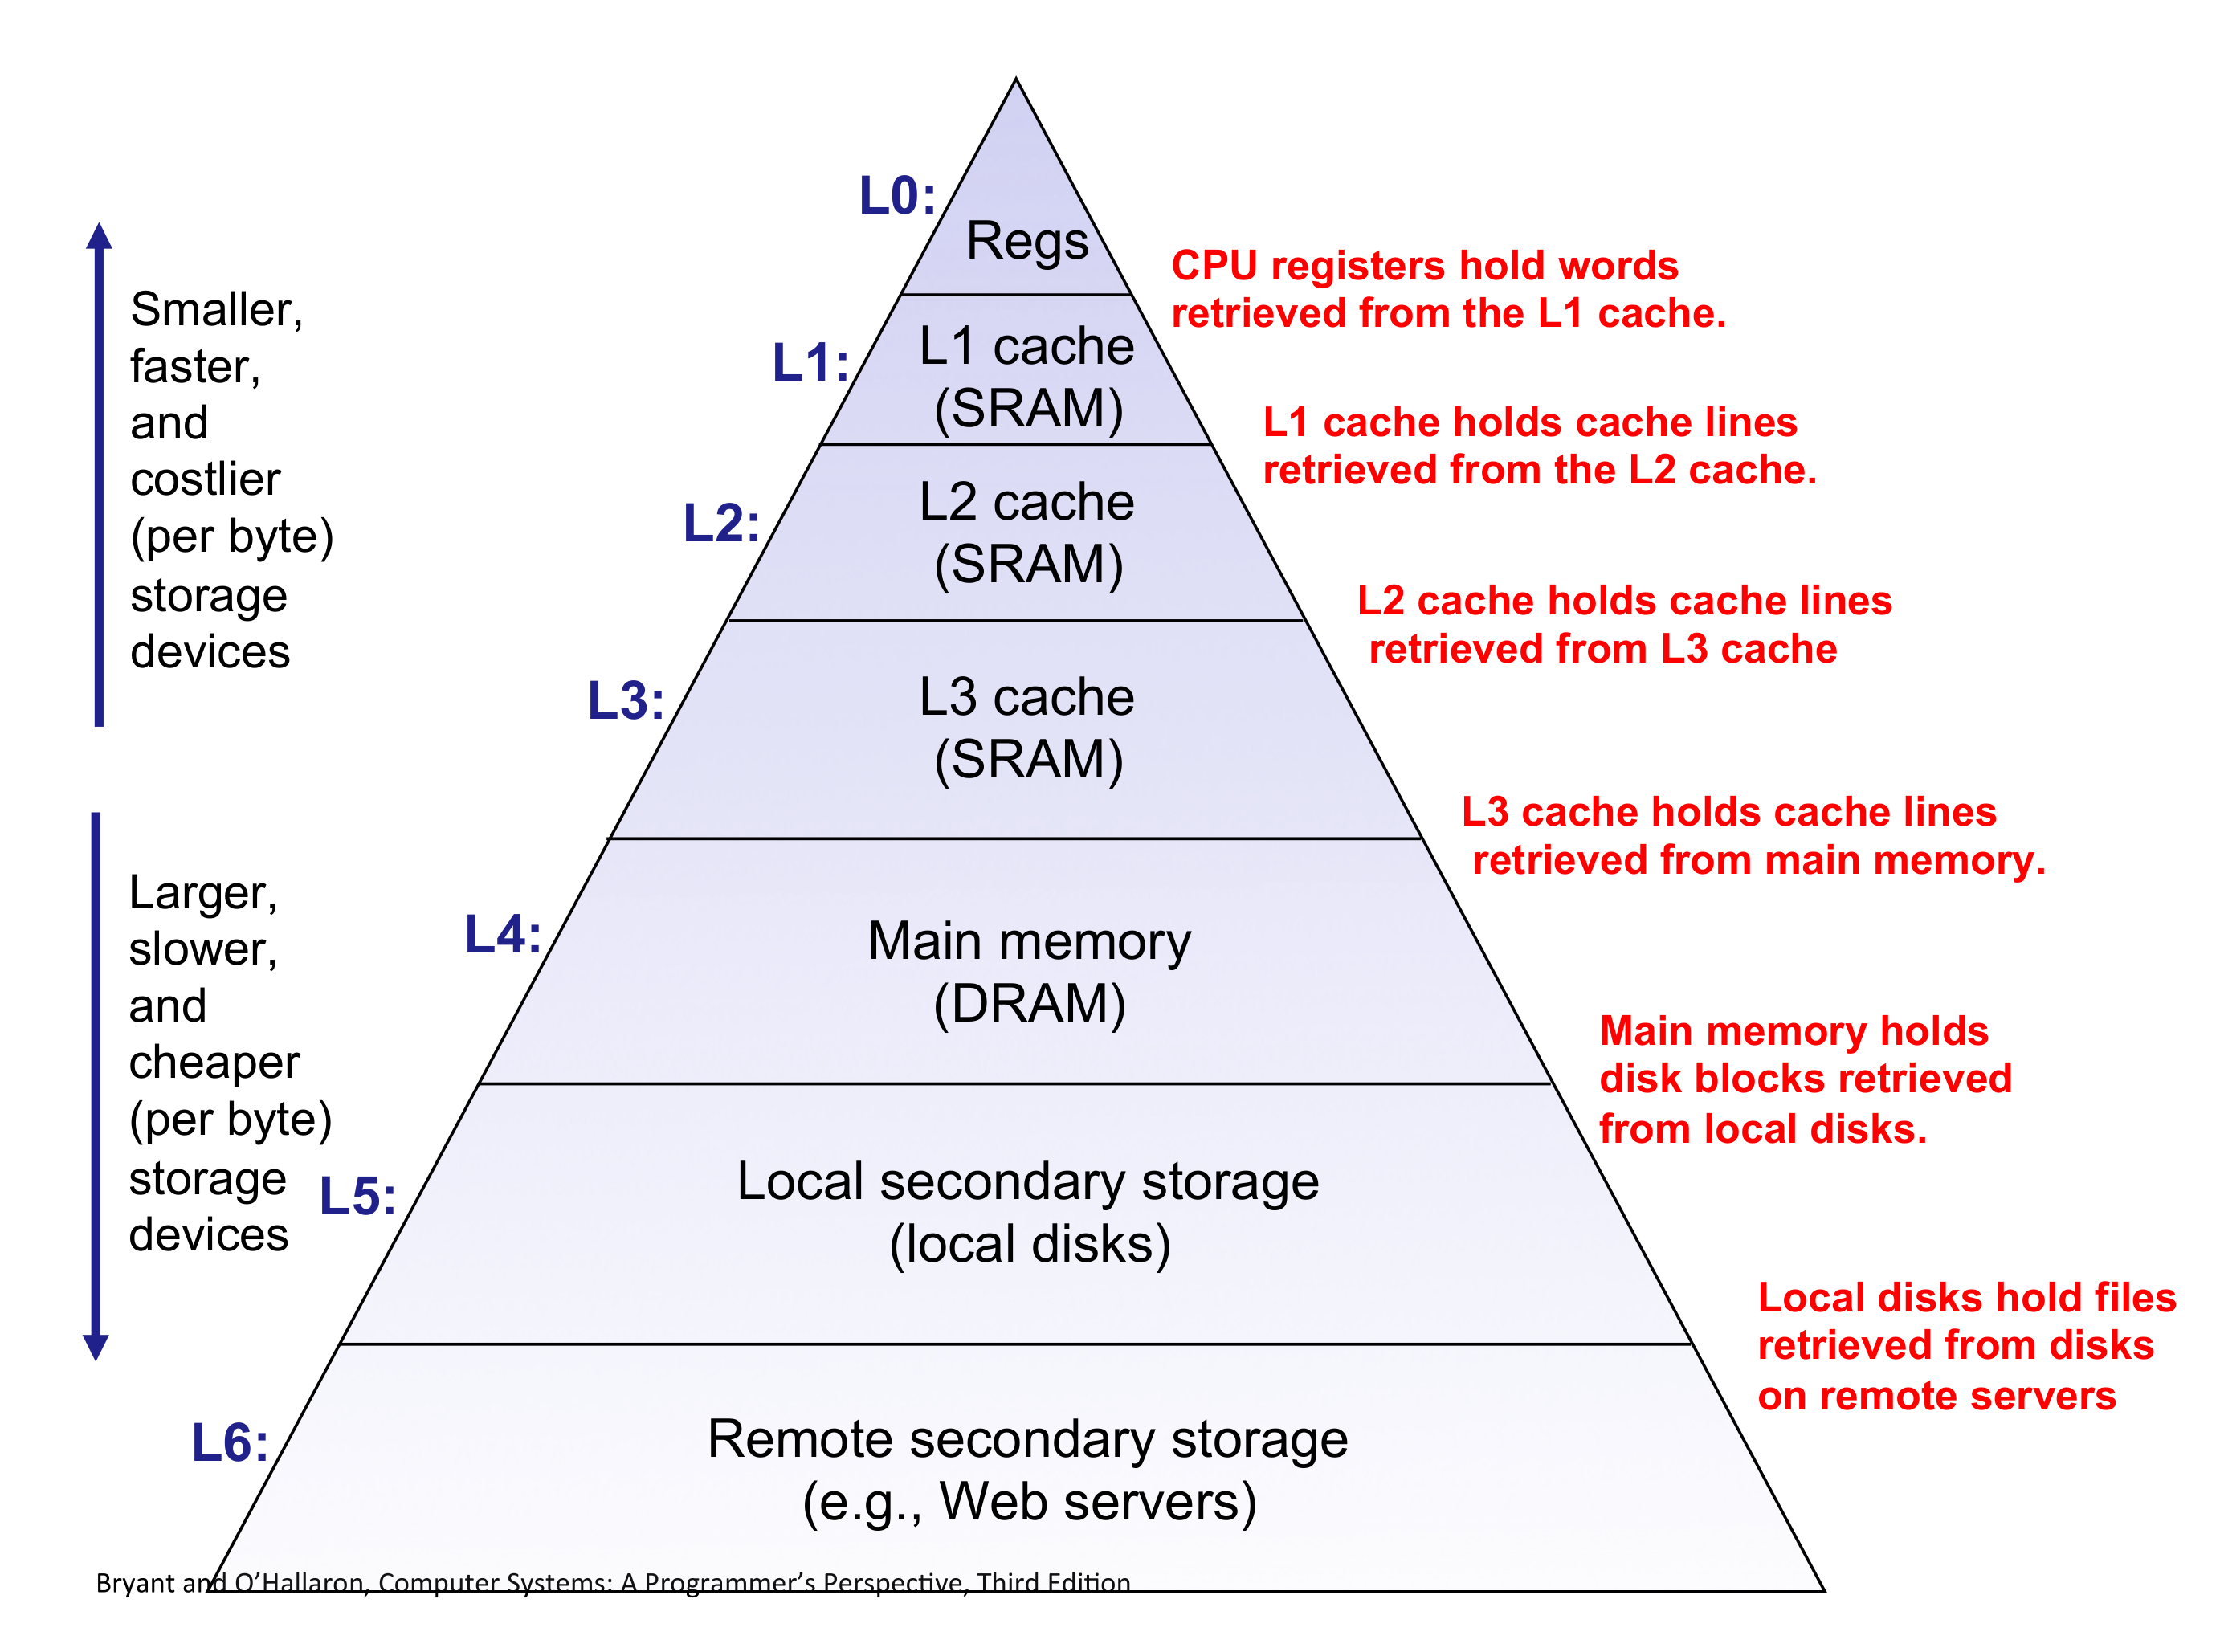 L0:
Regs
CPU registers hold words
retrieved from the L1 cache.
L1:
L1 cache
(SRAM)
L1 cache holds cache lines
retrieved from the L2 cache.
L2:
L2 cache
(SRAM)
L2 cache holds cache lines
retrieved from L3 cache
L3:
L3 cache
(SRAM)
L3 cache holds cache lines
retrieved from main memory.
L4:
Main memory
(DRAM)
Main memory holds
disk blocks retrieved
from local disks.
L5:
Local secondary storage
(local disks)
Local disks hold files
retrieved from disks
on remote servers
L6:
Remote secondary storage
(e.g., Web servers)
Smaller,
faster,
and
costlier
(per byte)
storage
devices
Larger,
slower,
and
cheaper
(per byte)
storage
devices
Bryant and O’Hallaron, Computer Systems: A Programmer’s Perspective, Third Edition